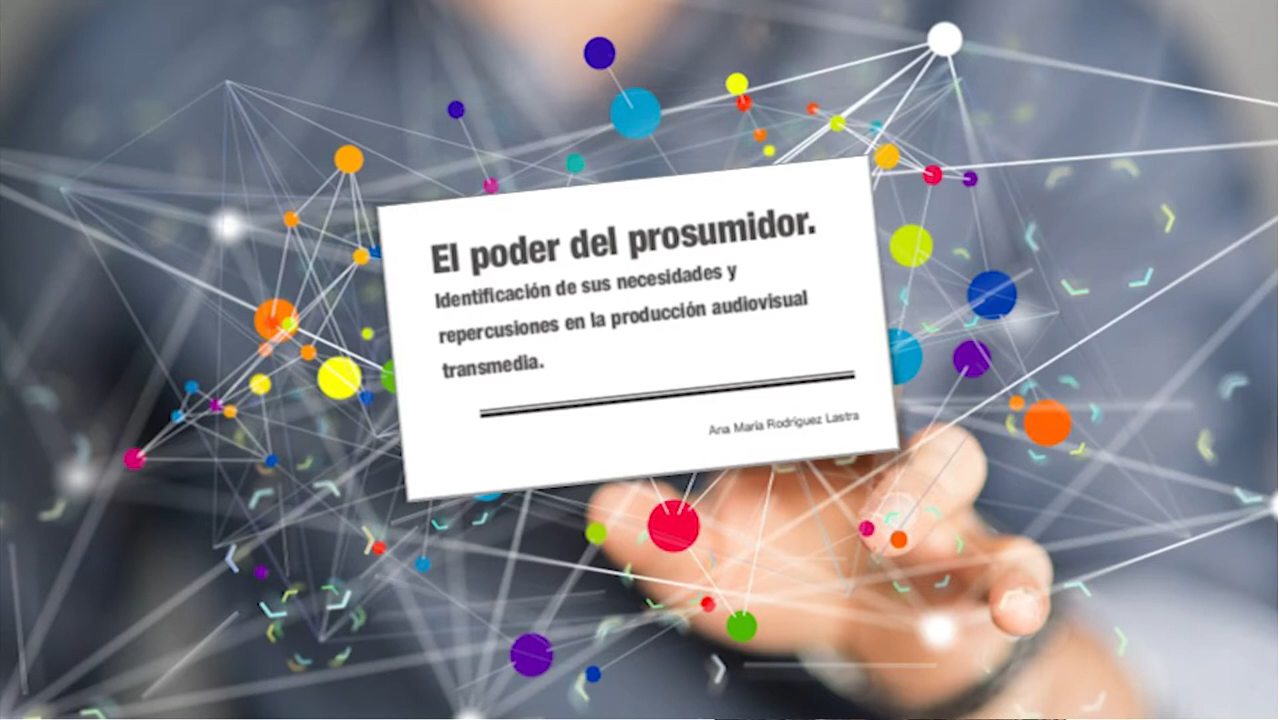 El poder del prosumidor.
Identificación de sus necesidades y
repercusiones en la producción audiovisual
transmedia.
Ana María Rodríguez Lastra